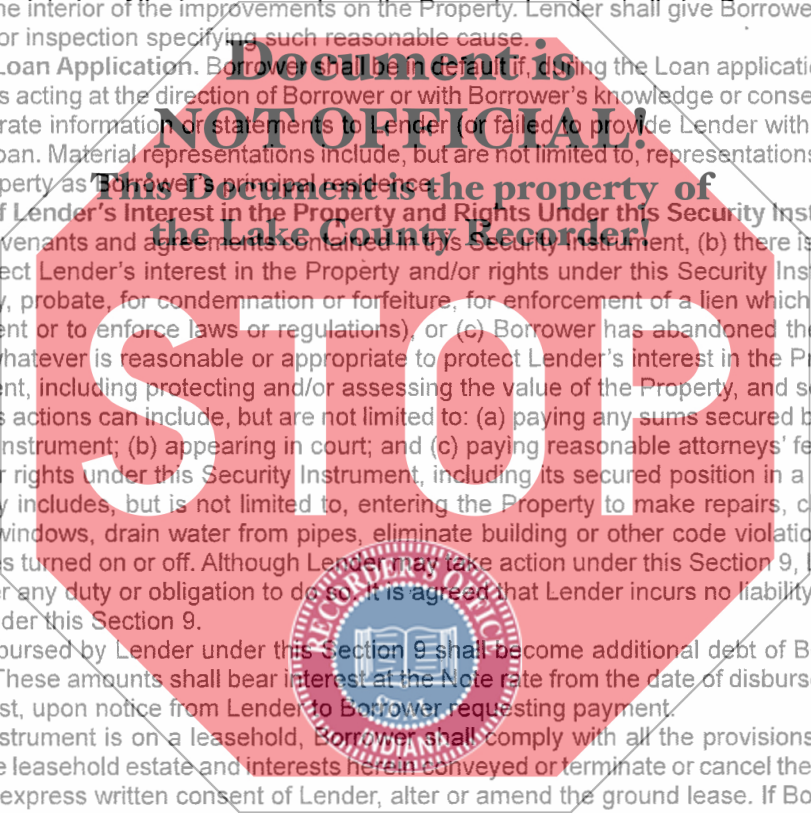 he interior of the improvements on the Property. Lender shall give Borrowe
or inspection specifying such reasonable cause.
Document is
Loan Application. Borrower shall be in default if, during the Loan applicati
s acting at the direction of Borrower or with Borrower's knowledge or conse
NOT OFFICIAL!
rate information or statements to Lender (or failed to provide Lender with
oan. Material representations include, but are not limited to, representations
This Document is the property of
perty as Borrower's principal residence.
f Lender's Interest in the Property and Rights Under this Security Inst
the Lake County Recorder!
venants and agreements contained in this Security Instrument, (b) there is
ect Lender's interest in the Property and/or rights under this Security Ins
y, probate, for condemnation or forfeiture, for enforcement of a lien which
ent or to enforce laws or regulations), or (c) Borrower has abandoned th
STOP
whatever is reasonable or appropriate to protect Lender's interest in the P
nt, including protecting and/or assessing the value of the Property, and s
s actions can include, but are not limited to: (a) paying any sums secured
nstrument; (b) appearing in court; and (c) paying reasonable attorneys' fe
r rights under this Security Instrument, including its secured position in a
y includes, but is not limited to, entering the Property to make repairs, c
windows, drain water from pipes, eliminate building or other code violatio
s turned on or off. Although Lender may take action under this Section 9,
r any duty or obligation to do so. It is agreed that Lender incurs no liability
der this Section 9.
RECORDER'S OFFICE
bursed by Lender under this Section 9 shall become additional debt of B
These amounts shall bear interest at the Note rate from the date of disburs
st, upon notice from Lender to Borrower requesting payment.
INDIANA
strument is on a leasehold, Borrower shall comply with all the provisions
e leasehold estate and interests herein conveyed or terminate or cancel the
express written consent of Lender, alter or amend the ground lease. If Bo